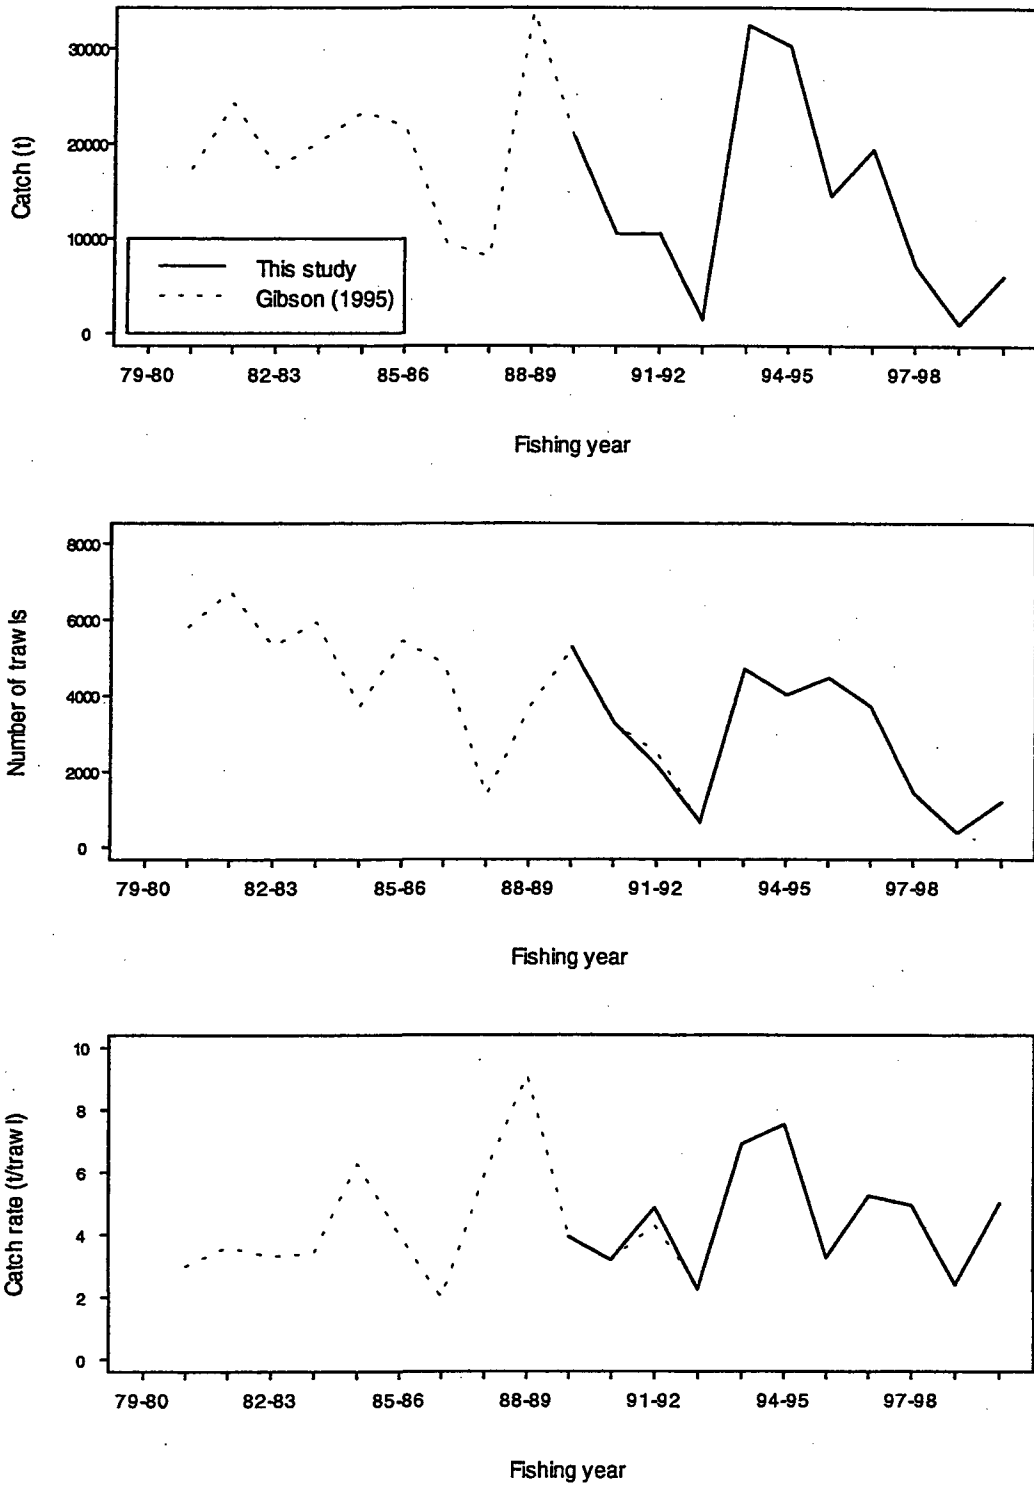 30000
20000
10000
0
Catch (t)
This study
Gibson (1995)
79-80 82-83 85-86 88-89 91-92 94-95 97-98
Fishing year
8000
6000
4000
2000
0
Number of trawls
79-80 82-83 85-86 88-89 91-92 94-95 97-98
Fishing year
10
8
6
4
2
0
Catch rate (t/trawl)
79-80 82-83 85-86 88-89 91-92 94-95 97-98
Fishing year